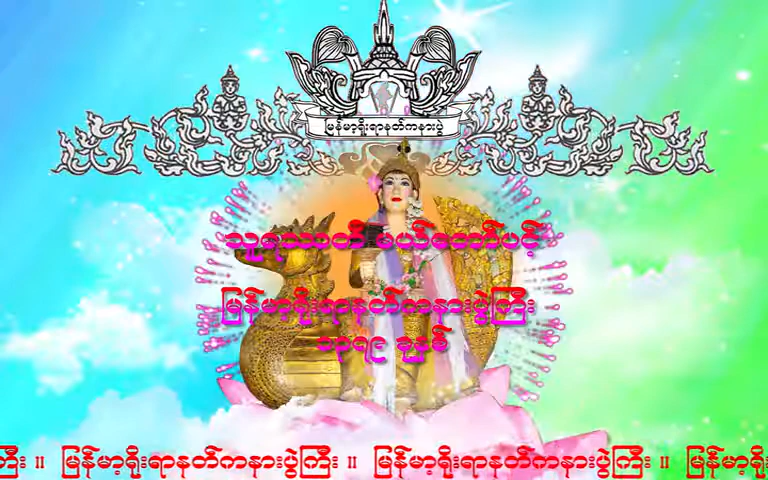 မြန်မာ့ရိုးရာနတ်ကနားပွဲ
သူရဿတီ မယ်တော်ပင့်
မြန်မာ့ရိုးရာနတ်ကနားပွဲကြီး
၁၃၇၉ ခုနှစ်
ကြီး ။ မြန်မာ့ရိုးရာနတ်ကနားပွဲကြီး ။ မြန်မာ့ရိုးရာနတ်ကနားပွဲကြီး ။ မြန်မာ့ရိုး